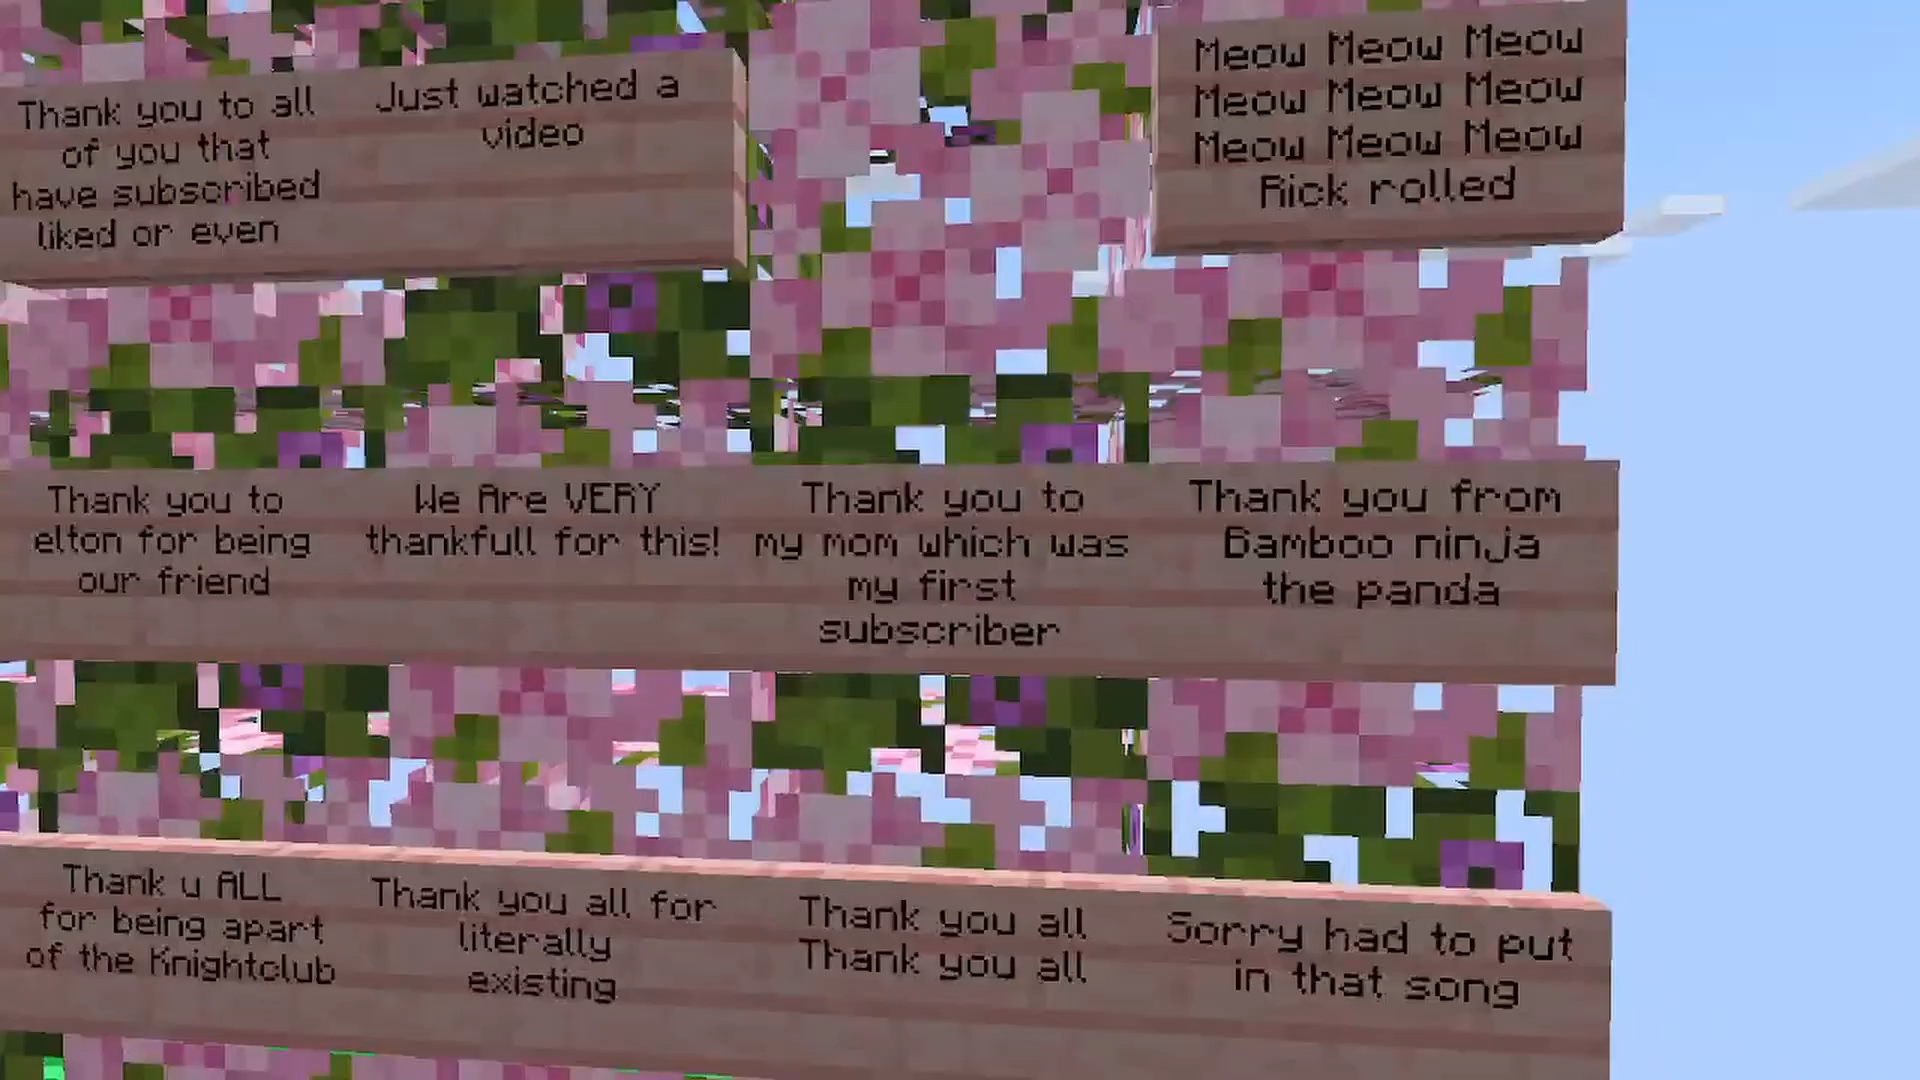 Thank you to all
of you that
have subscribed
liked or even
Just watched a
video
Meow Meow Meow
Meow Meow Meow
Meow Meow Meow
Rick rolled
Thank you to
elton for being
our friend
We Are VERY
thankfull for this!
Thank you to
my mom which was
my first
subscriber
Thank you from
Bamboo ninja
the panda
Thank u ALL
for being apart
of the Knightclub
Thank you all for
literally
existing
Thank you all
Thank you all
Sorry had to put
in that song